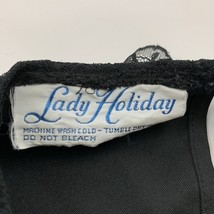 Lady Holiday
MACHINE WASH COLD - TUMBLE DRY
DO NOT BLEACH